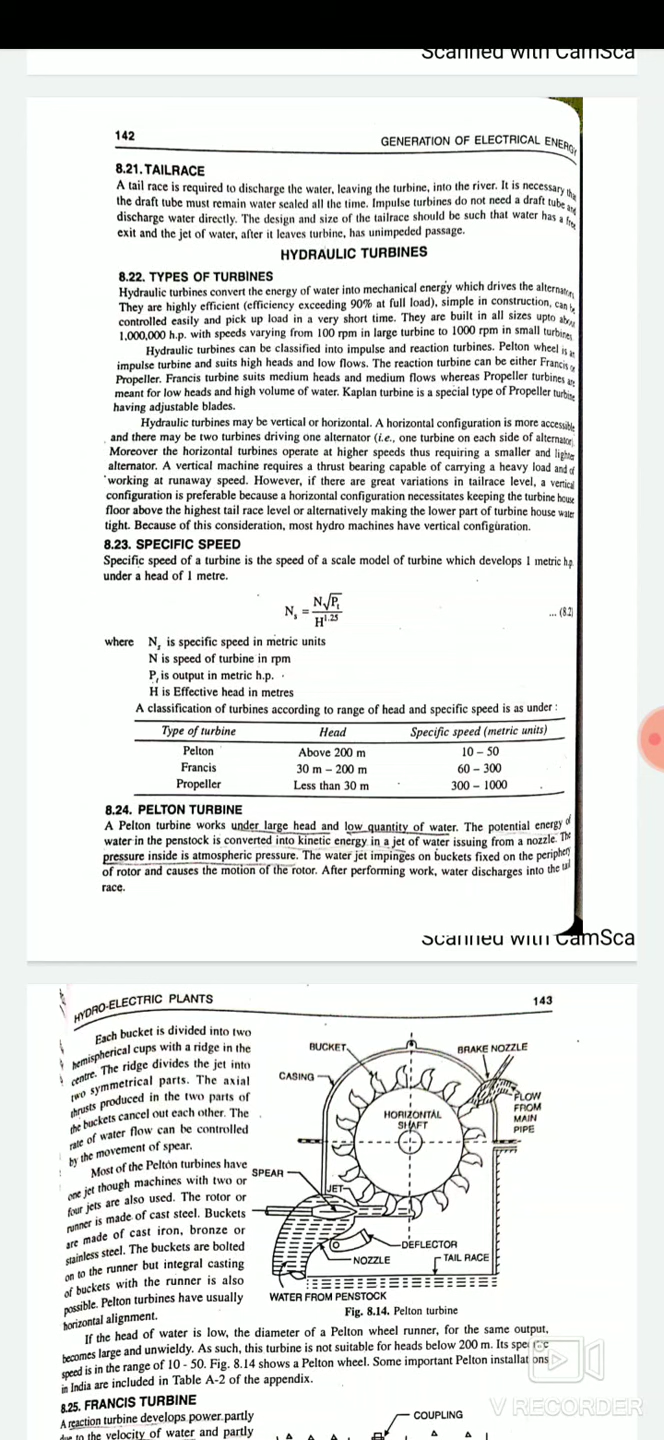 Scanned with CamSca
142
GENERATION OF ELECTRICAL ENERGY
8.21. TAILRACE
A tail race is required to discharge the water, leaving the turbine, into the river. It is necessary that
the draft tube must remain water sealed all the time. Impulse turbines do not need a draft tube and
discharge water directly. The design and size of the tailrace should be such that water has a free
exit and the jet of water, after it leaves turbine, has unimpeded passage.
HYDRAULIC TURBINES
8.22. TYPES OF TURBINES
Hydraulic turbines convert the energy of water into mechanical energy which drives the alternators.
They are highly efficient (efficiency exceeding 90% at full load), simple in construction, can be
controlled easily and pick up load in a very short time. They are built in all sizes upto about
1,000,000 h.p. with speeds varying from 100 rpm in large turbine to 1000 rpm in small turbines.
Hydraulic turbines can be classified into impulse and reaction turbines. Pelton wheel is an
impulse turbine and suits high heads and low flows. The reaction turbine can be either Francis or
Propeller. Francis turbine suits medium heads and medium flows whereas Propeller turbines are
meant for low heads and high volume of water. Kaplan turbine is a special type of Propeller turbine
having adjustable blades.
Hydraulic turbines may be vertical or horizontal. A horizontal configuration is more accessible
and there may be two turbines driving one alternator (i.e., one turbine on each side of alternator).
Moreover the horizontal turbines operate at higher speeds thus requiring a smaller and lighter
alternator. A vertical machine requires a thrust bearing capable of carrying a heavy load and of
working at runaway speed. However, if there are great variations in tailrace level, a vertical
configuration is preferable because a horizontal configuration necessitates keeping the turbine house
floor above the highest tail race level or alternatively making the lower part of turbine house water
tight. Because of this consideration, most hydro machines have vertical configuration.
8.23. SPECIFIC SPEED
Specific speed of a turbine is the speed of a scale model of turbine which develops 1 metric h.p.
under a head of 1 metre.
Ns = N√Pt / H^1.25 ... (8.2)
where Ns is specific speed in metric units
N is speed of turbine in rpm
Pt is output in metric h.p.
H is Effective head in metres
A classification of turbines according to range of head and specific speed is as under :
Type of turbine Head Specific speed (metric units)
Pelton Above 200 m 10 – 50
Francis 30 m – 200 m 60 – 300
Propeller Less than 30 m 300 – 1000
8.24. PELTON TURBINE
A Pelton turbine works under large head and low quantity of water. The potential energy of
water in the penstock is converted into kinetic energy in a jet of water issuing from a nozzle. The
pressure inside is atmospheric pressure. The water jet impinges on buckets fixed on the periphery
of rotor and causes the motion of the rotor. After performing work, water discharges into the tail
race.
Scanned with CamSca
HYDRO-ELECTRIC PLANTS
143
Each bucket is divided into two
hemispherical cups with a ridge in the
centre. The ridge divides the jet into
two symmetrical parts. The axial
thrusts produced in the two parts of
the buckets cancel out each other. The
rate of water flow can be controlled
by the movement of spear.
Most of the Pelton turbines have
one jet though machines with two or
four jets are also used. The rotor or
runner is made of cast steel. Buckets
are made of cast iron, bronze or
stainless steel. The buckets are bolted
on to the runner but integral casting
of buckets with the runner is also
possible. Pelton turbines have usually
horizontal alignment.
BUCKET
BRAKE NOZZLE
CASING
FLOW
FROM
MAIN
PIPE
HORIZONTAL
SHAFT
SPEAR
JET
DEFLECTOR
NOZZLE
TAIL RACE
WATER FROM PENSTOCK
Fig. 8.14. Pelton turbine
If the head of water is low, the diameter of a Pelton wheel runner, for the same output,
becomes large and unwieldy. As such, this turbine is not suitable for heads below 200 m. Its specific
speed is in the range of 10 - 50. Fig. 8.14 shows a Pelton wheel. Some important Pelton installations
in India are included in Table A-2 of the appendix.
V RECORDER
8.25. FRANCIS TURBINE
A reaction turbine develops power partly
due to the velocity of water and partly
COUPLING